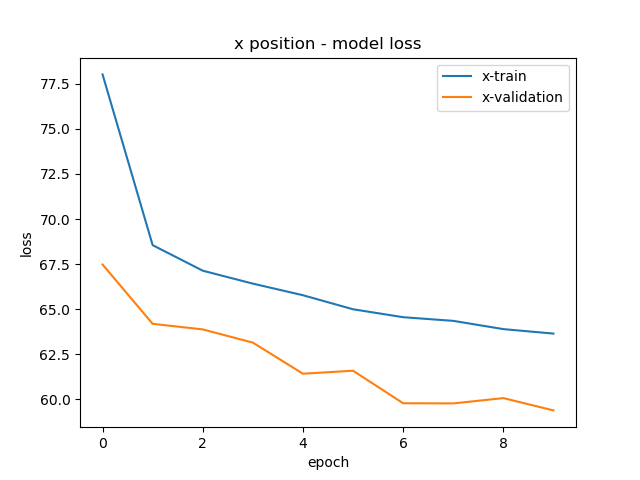 x position - model loss
x-train
x-validation
77.5
75.0
72.5
70.0
67.5
65.0
62.5
60.0
loss
0 2 4 6 8
epoch